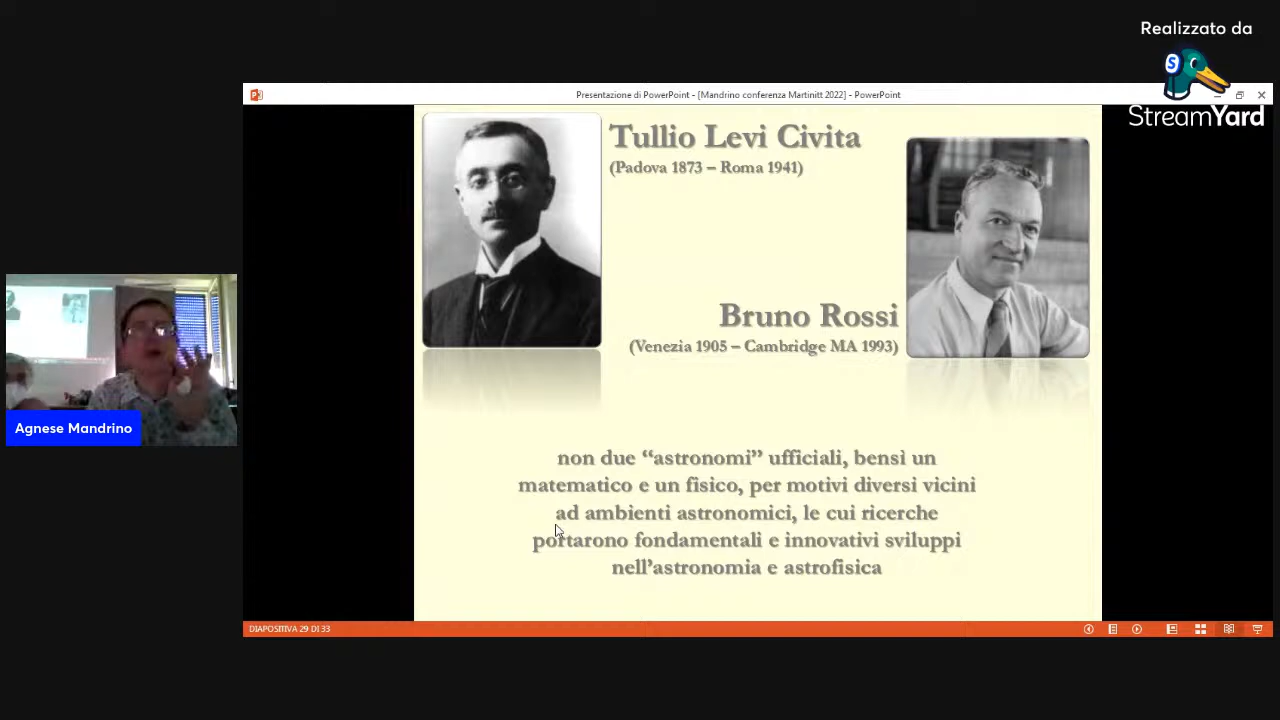 Realizzato da
StreamYard
Presentazione di PowerPoint - [Mandrino conferenza Martinitt 2022] - PowerPoint
Tullio Levi Civita
(Padova 1873 – Roma 1941)
Bruno Rossi
(Venezia 1905 – Cambridge MA 1993)
Agnese Mandrino
non due “astronomi” ufficiali, bensì un
matematico e un fisico, per motivi diversi vicini
ad ambienti astronomici, le cui ricerche
portarono fondamentali e innovativi sviluppi
nell’astronomia e astrofisica
DIAPOSITIVA 29 DI 33